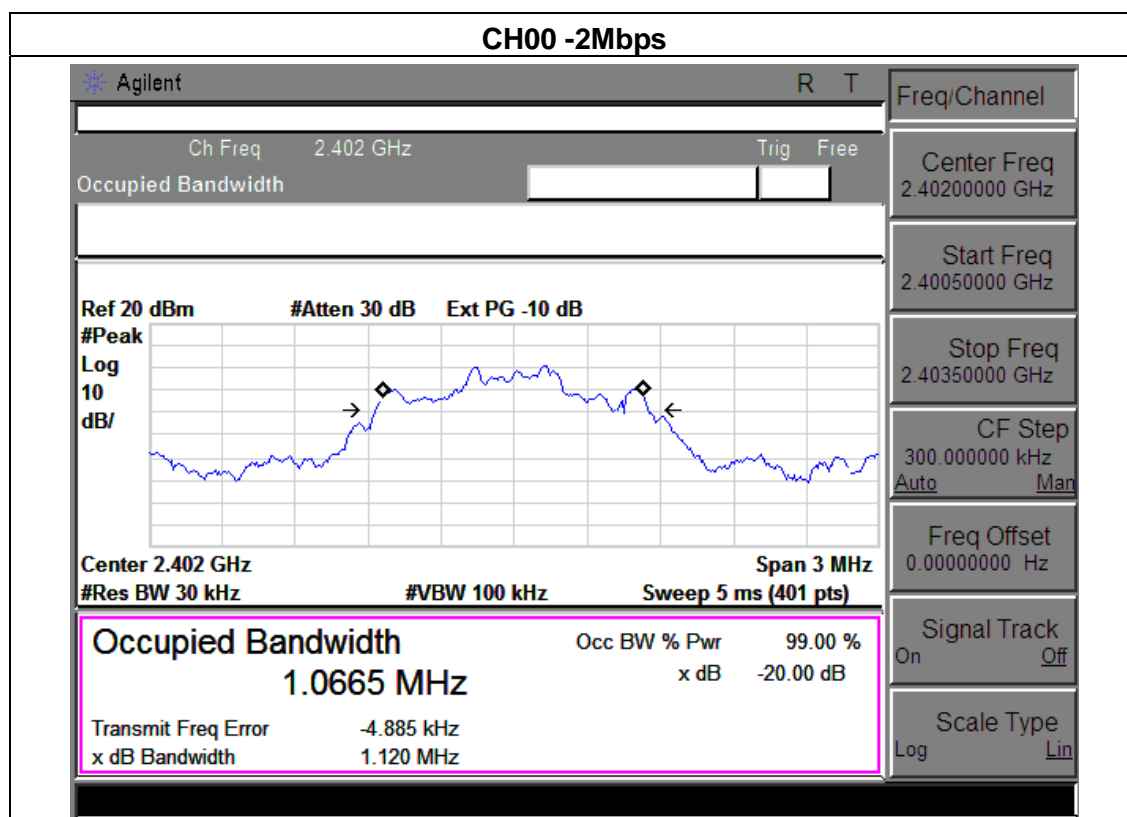 CH00 -2Mbps
Agilent R T
Ch Freq 2.402 GHz Trig Free
Occupied Bandwidth
Ref 20 dBm #Atten 30 dB Ext PG -10 dB
#Peak
Log
10
dB/
Center 2.402 GHz Span 3 MHz
#Res BW 30 kHz #VBW 100 kHz Sweep 5 ms (401 pts)
Occupied Bandwidth
1.0665 MHz
Occ BW % Pwr 99.00 %
x dB -20.00 dB
Transmit Freq Error -4.885 kHz
x dB Bandwidth 1.120 MHz
Freq/Channel
Center Freq
2.40200000 GHz
Start Freq
2.40050000 GHz
Stop Freq
2.40350000 GHz
CF Step
300.000000 kHz
Auto Man
Freq Offset
0.00000000 Hz
Signal Track
On Off
Scale Type
Log Lin